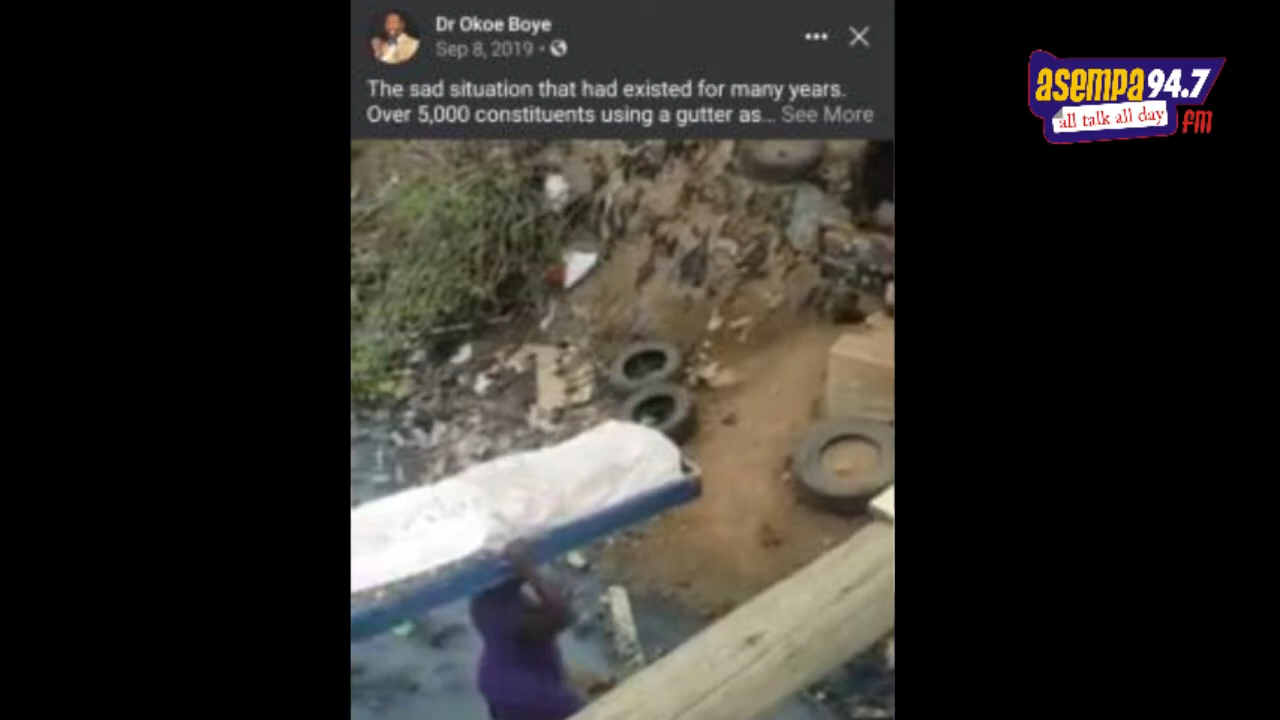 Dr Okoe Boye
Sep 8, 2019 •
The sad situation that had existed for many years.
Over 5,000 constituents using a gutter as... See More
asempa 94.7
all talk all day fm